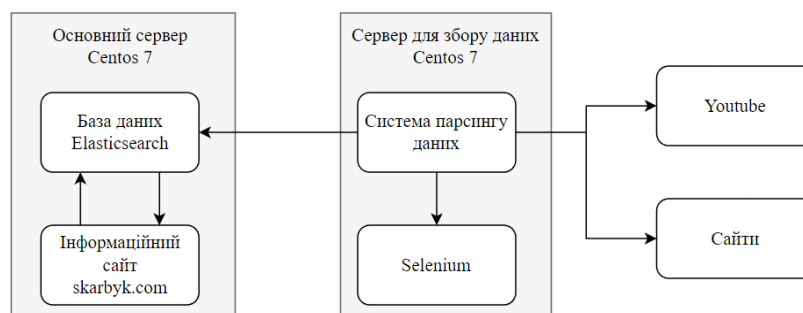 Основний сервер
Centos 7
База даних
Elasticsearch
Інформаційний
сайт
skarbyk.com
Сервер для збору даних
Centos 7
Система парсингу
даних
Selenium
Youtube
Сайти